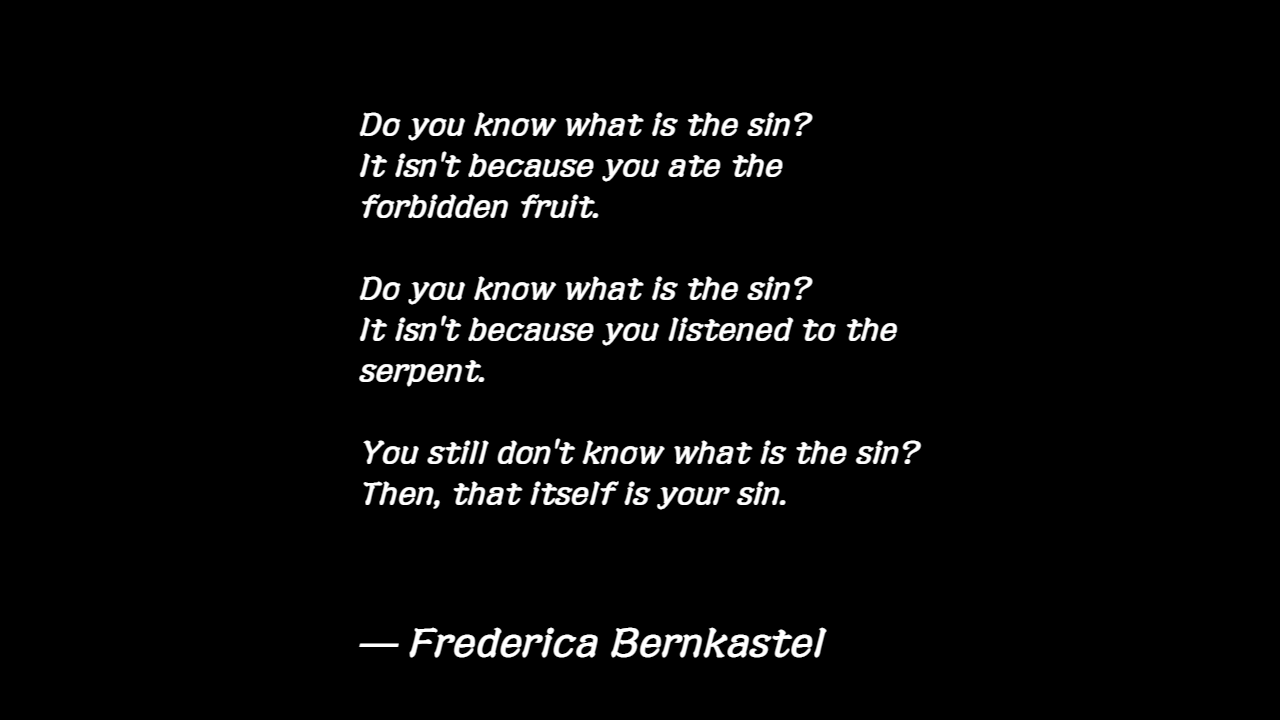 Do you know what is the sin?
It isn't because you ate the
forbidden fruit.
Do you know what is the sin?
It isn't because you listened to the
serpent.
You still don't know what is the sin?
Then, that itself is your sin.
— Frederica Bernkastel